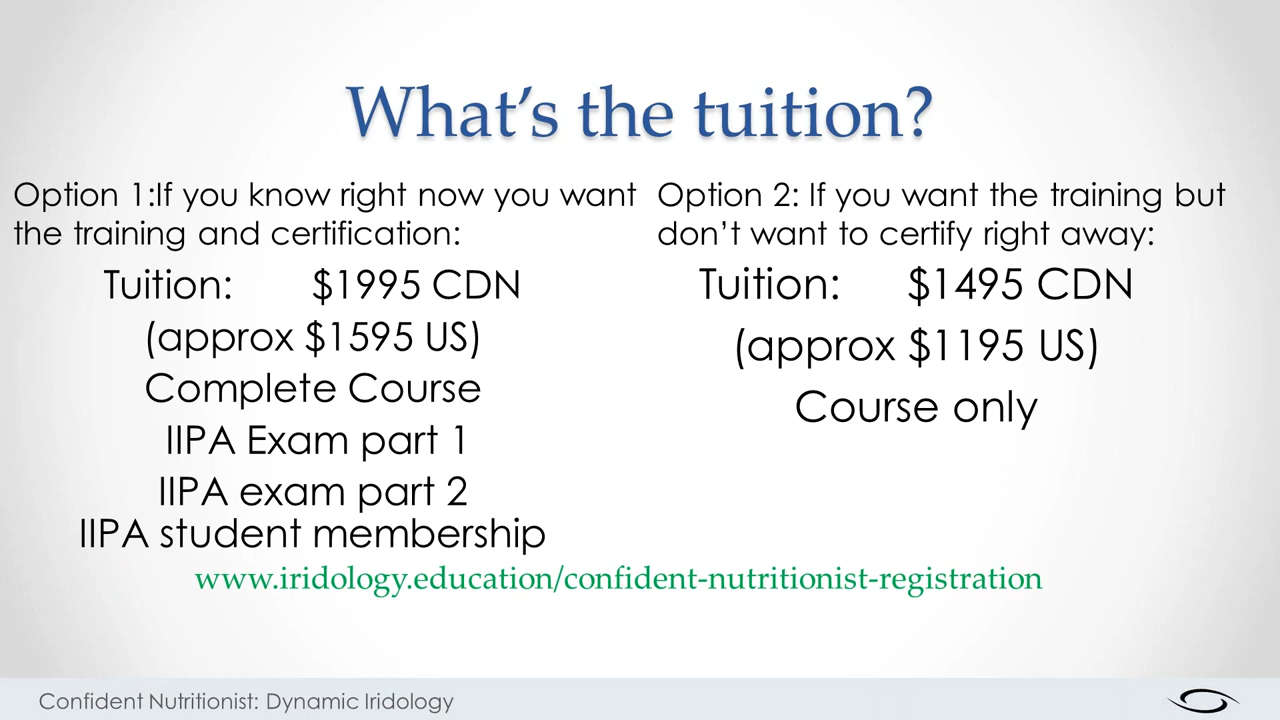 What's the tuition?
Option 1:If you know right now you want
the training and certification:
Tuition: $1995 CDN
(approx $1595 US)
Complete Course
IIPA Exam part 1
IIPA exam part 2
IIPA student membership
Option 2: If you want the training but
don't want to certify right away:
Tuition: $1495 CDN
(approx $1195 US)
Course only
www.iridology.education/confident-nutritionist-registration
Confident Nutritionist: Dynamic Iridology